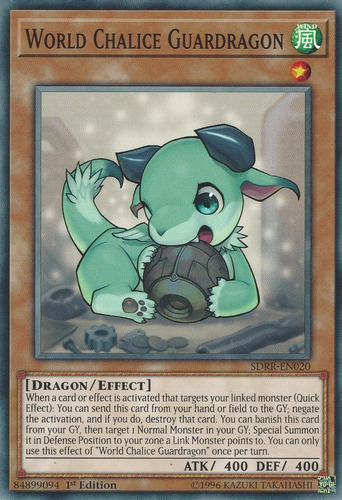 WORLD CHALICE GUARDRAGON
WIND
風
SDRR-EN020
[DRAGON/EFFECT]
When a card or effect is activated that targets your linked monster (Quick
Effect): You can send this card from your hand or field to the GY; negate
the activation, and if you do, destroy that card. You can banish this card
from your GY, then target 1 Normal Monster in your GY; Special Summon
it in Defense Position to your zone a Link Monster points to. You can only
use this effect of "World Chalice Guardragon" once per turn.
ATK/ 400 DEF/ 400
84899094 1st Edition ©1996 KAZUKI TAKAHASHI